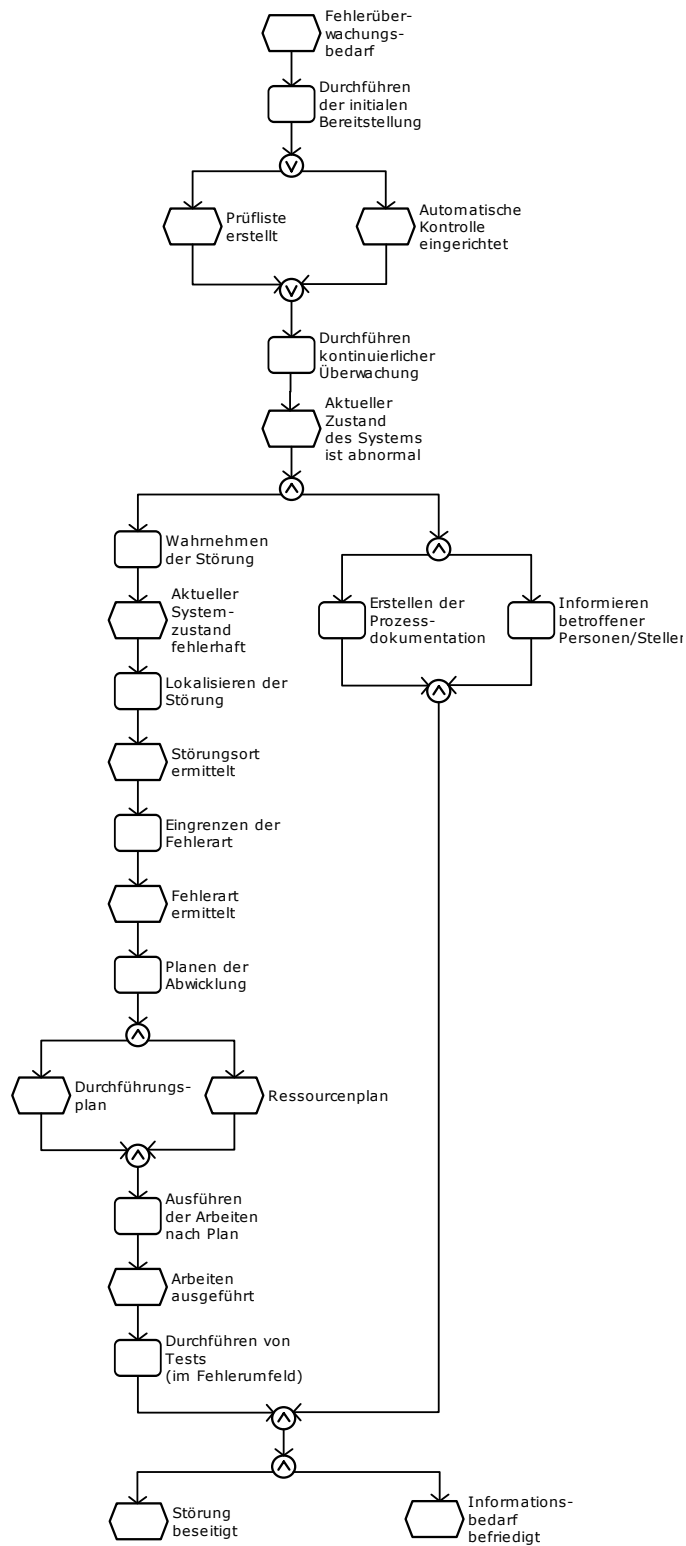 Fehlerüber-
wachungs-
bedarf
Durchführen
der initialen
Bereitstellung
Prüfliste
erstellt
Automatische
Kontrolle
eingerichtet
Durchführen
kontinuierlicher
Überwachung
Aktueller
Zustand
des Systems
ist abnormal
Wahrnehmen
der Störung
Aktueller
System-
zustand
fehlerhaft
Erstellen der
Prozess-
dokumentation
Informieren
betroffener
Personen/Stellen
Lokalisieren der
Störung
Störungsort
ermittelt
Eingrenzen der
Fehlerart
Fehlerart
ermittelt
Planen der
Abwicklung
Durchführungs-
plan
Ressourcenplan
Ausführen
der Arbeiten
nach Plan
Arbeiten
ausgeführt
Durchführen von
Tests
(im Fehlerumfeld)
Störung
beseitigt
Informations-
bedarf
befriedigt